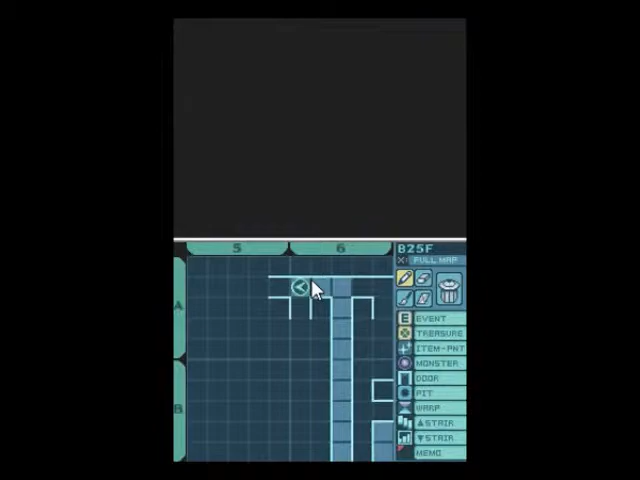 5 6 B25F
X: FULL MAP
A
E EVENT
TREASURE
ITEM-PNT
MONSTER
DOOR
PIT
B
WARP
▲STAIR
▼STAIR
MEMO